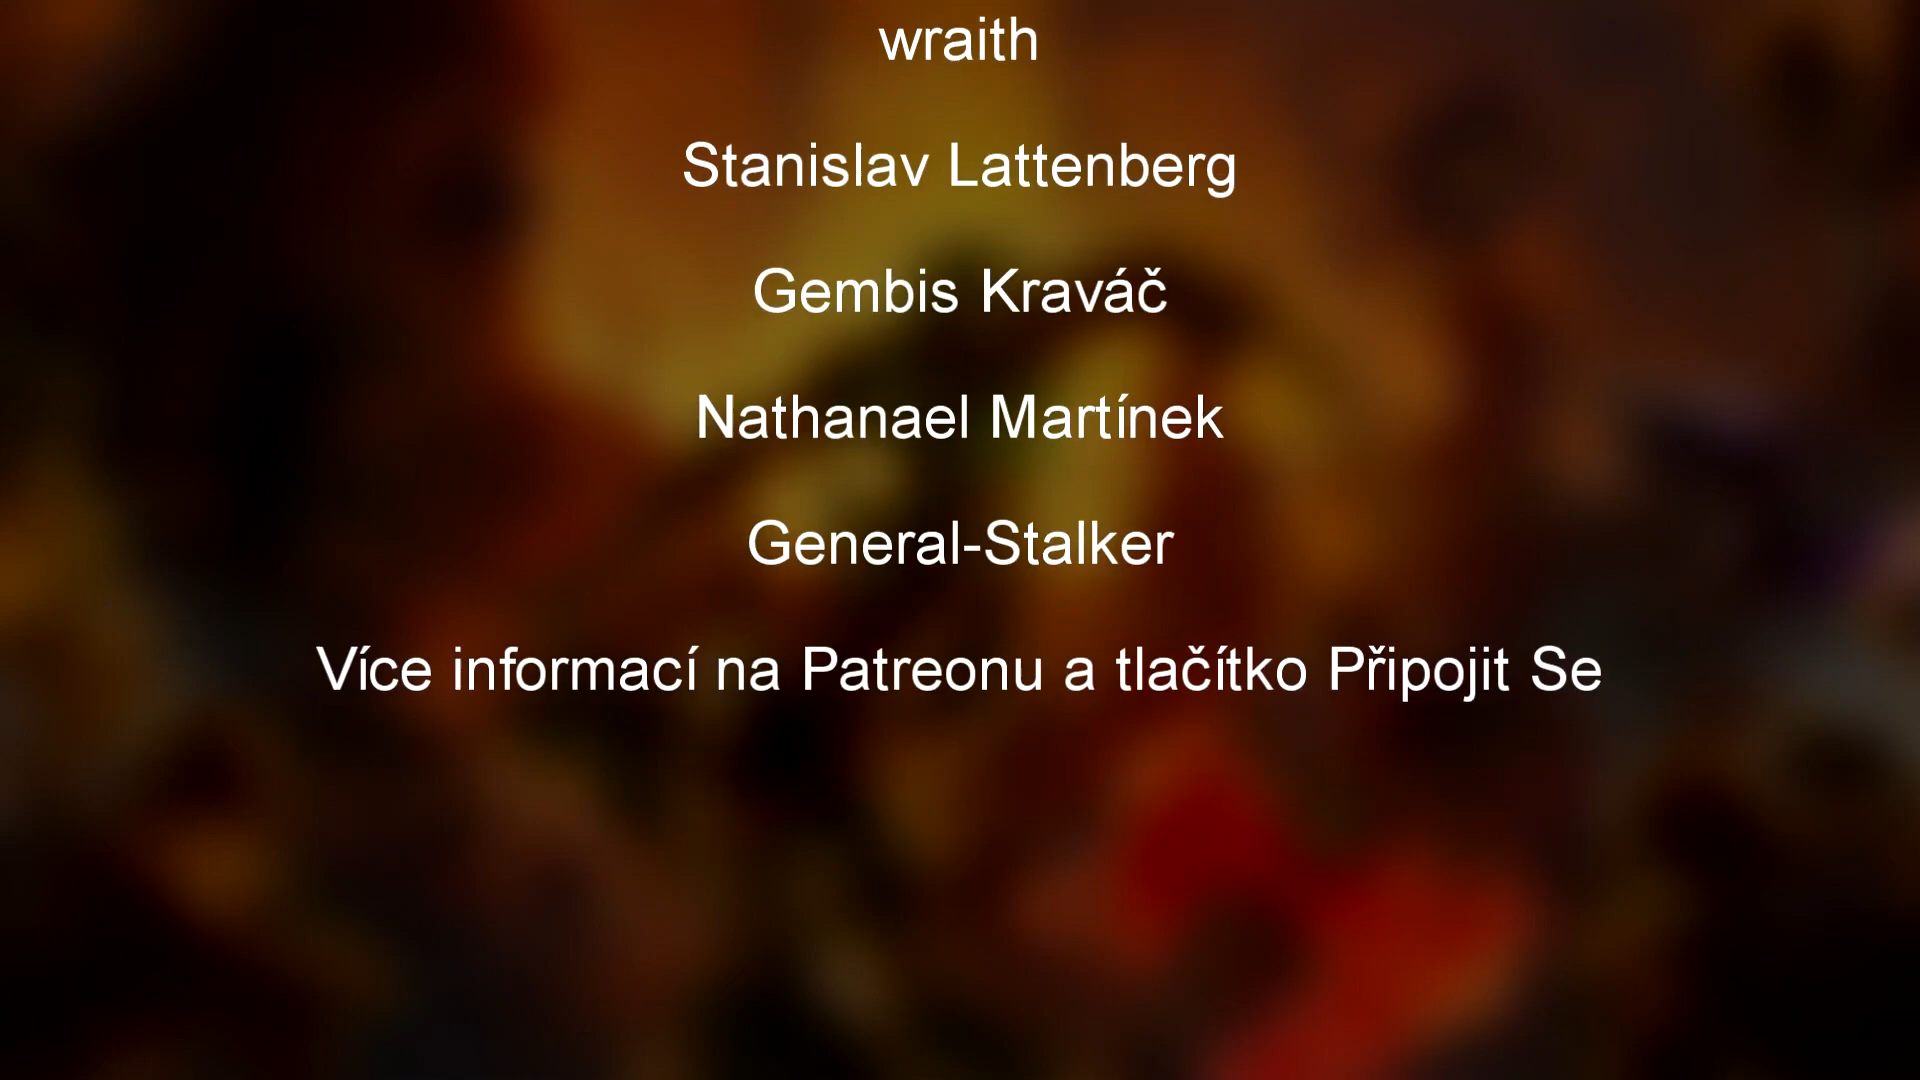 wraith
Stanislav Lattenberg
Gembis Kraváč
Nathanael Martínek
General-Stalker
Více informací na Patreonu a tlačítko Připojit Se